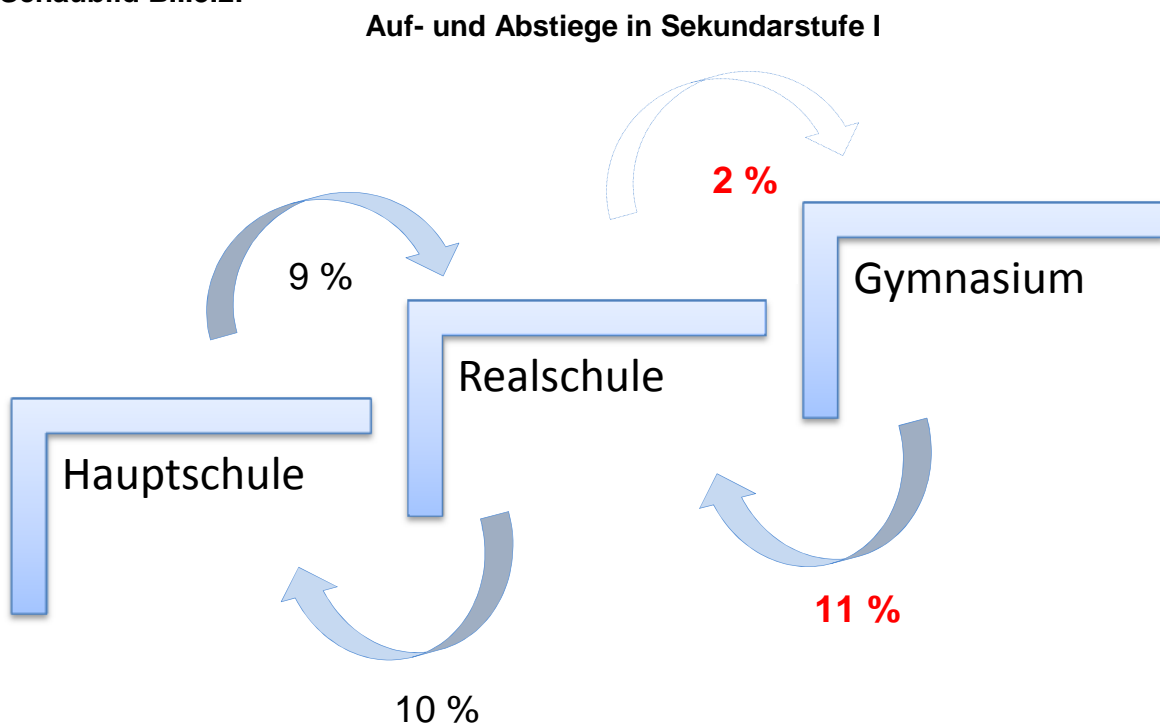 Auf- und Abstiege in Sekundarstufe I
2 %
9 %
Gymnasium
Realschule
Hauptschule
11 %
10 %